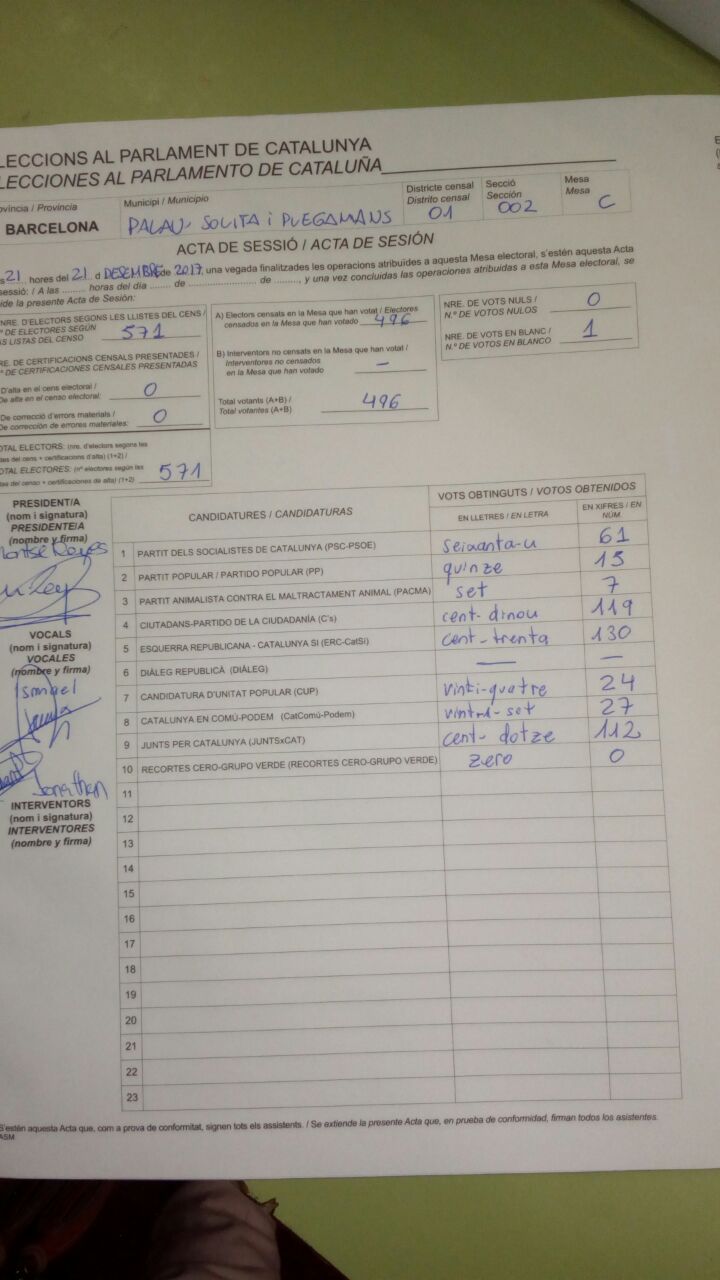 LECCIONS AL PARLAMENT DE CATALUNYA
LECCIONES AL PARLAMENTO DE CATALUÑA
ovíncia / Provincia
BARCELONA
Municipi / Municipio
PALAU-SOLITA i PLEGAMANS
Districte censal
Distrito censal
01
Secció
Sección
002
Mesa
Mesa
C
ACTA DE SESSIÓ / ACTA DE SESIÓN
s 21 hores del 21 d DESEMBRE de 2017, una vegada finalitzades les operacions atribuïdes a aquesta Mesa electoral, s'estén aquesta Acta
sessió: / A las ......... horas del día ......... de ......................... de ........., y una vez concluidas las operaciones atribuidas a esta Mesa electoral, se
ide la presente Acta de Sesión:
NRE. D'ELECTORS SEGONS LES LLISTES DEL CENS /
º DE ELECTORES SEGÚN
AS LISTAS DEL CENSO
571
RE. DE CERTIFICACIONS CENSALS PRESENTADES /
º DE CERTIFICACIONES CENSALES PRESENTADAS
D'alta en el cens electoral /
De alta en el censo electoral:
0
De correcció d'errors materials /
De corrección de errores materiales:
0
OTAL ELECTORS: (nre. d'electors segons les
tes del cens + certificacions d'alta) (1+2) /
OTAL ELECTORES: (nº electores según las
tas del censo + certificaciones de alta) (1+2)
571
A) Electors censats en la Mesa que han votat / Electores
censados en la Mesa que han votado
496
B) Interventors no censats en la Mesa que han votat /
Interventores no censados
en la Mesa que han votado
—
Total votants (A+B) /
Total votantes (A+B)
496
NRE. DE VOTS NULS /
N.º DE VOTOS NULOS
0
NRE. DE VOTS EN BLANC /
N.º DE VOTOS EN BLANCO
1
PRESIDENT/A
(nom i signatura)
PRESIDENTE/A
(nombre y firma)
Reyes
VOCALS
(nom i signatura)
VOCALES
(nombre y firma)
Ismael
Jonathan
INTERVENTORS
(nom i signatura)
INTERVENTORES
(nombre y firma)
CANDIDATURES / CANDIDATURAS
VOTS OBTINGUTS / VOTOS OBTENIDOS
EN LLETRES / EN LETRA
EN XIFRES / EN NÚM.
1 PARTIT DELS SOCIALISTES DE CATALUNYA (PSC-PSOE) seixanta-u 61
2 PARTIT POPULAR / PARTIDO POPULAR (PP) quinze 15
3 PARTIT ANIMALISTA CONTRA EL MALTRACTAMENT ANIMAL (PACMA) set 7
4 CIUTADANS-PARTIDO DE LA CIUDADANÍA (C's) cent-dinou 119
5 ESQUERRA REPUBLICANA - CATALUNYA SI (ERC-CatSí) cent-trenta 130
6 DIÀLEG REPUBLICÀ (DIÀLEG) — —
7 CANDIDATURA D'UNITAT POPULAR (CUP) vinti-quatre 24
8 CATALUNYA EN COMÚ-PODEM (CatComú-Podem) 27
9 JUNTS PER CATALUNYA (JUNTSxCAT) cent-dotze 112
10 RECORTES CERO-GRUPO VERDE (RECORTES CERO-GRUPO VERDE) zero 0
11
12
13
14
15
16
17
18
19
20
21
22
23
S'estén aquesta Acta que, com a prova de conformitat, signen tots els assistents. / Se extiende la presente Acta que, en prueba de conformidad, firman todos los asistentes.
ASM